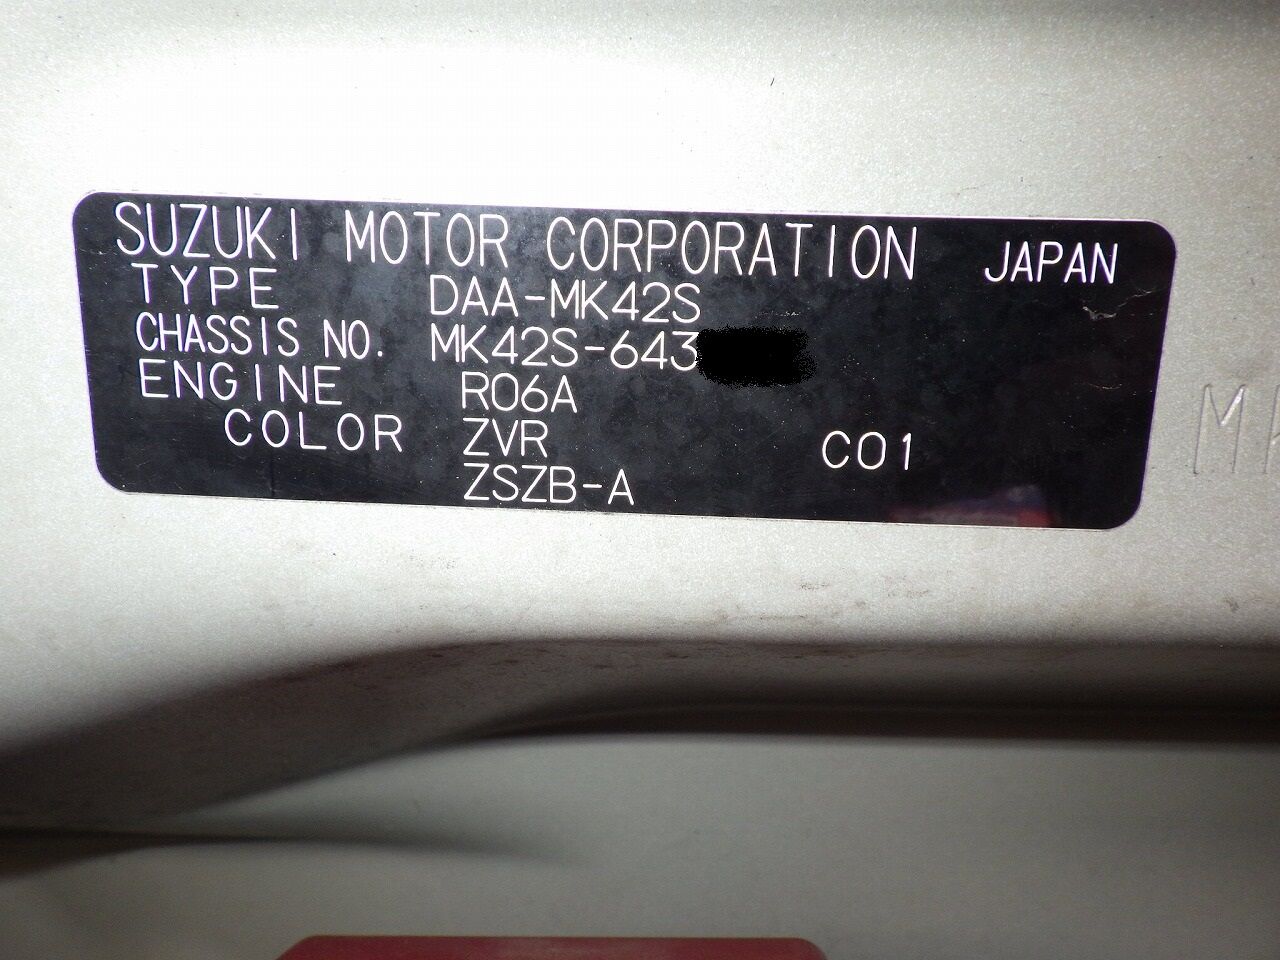 SUZUKI MOTOR CORPORATION JAPAN
TYPE DAA-MK42S
CHASSIS NO. MK42S-643
ENGINE R06A
COLOR ZVR C01
ZSZB-A